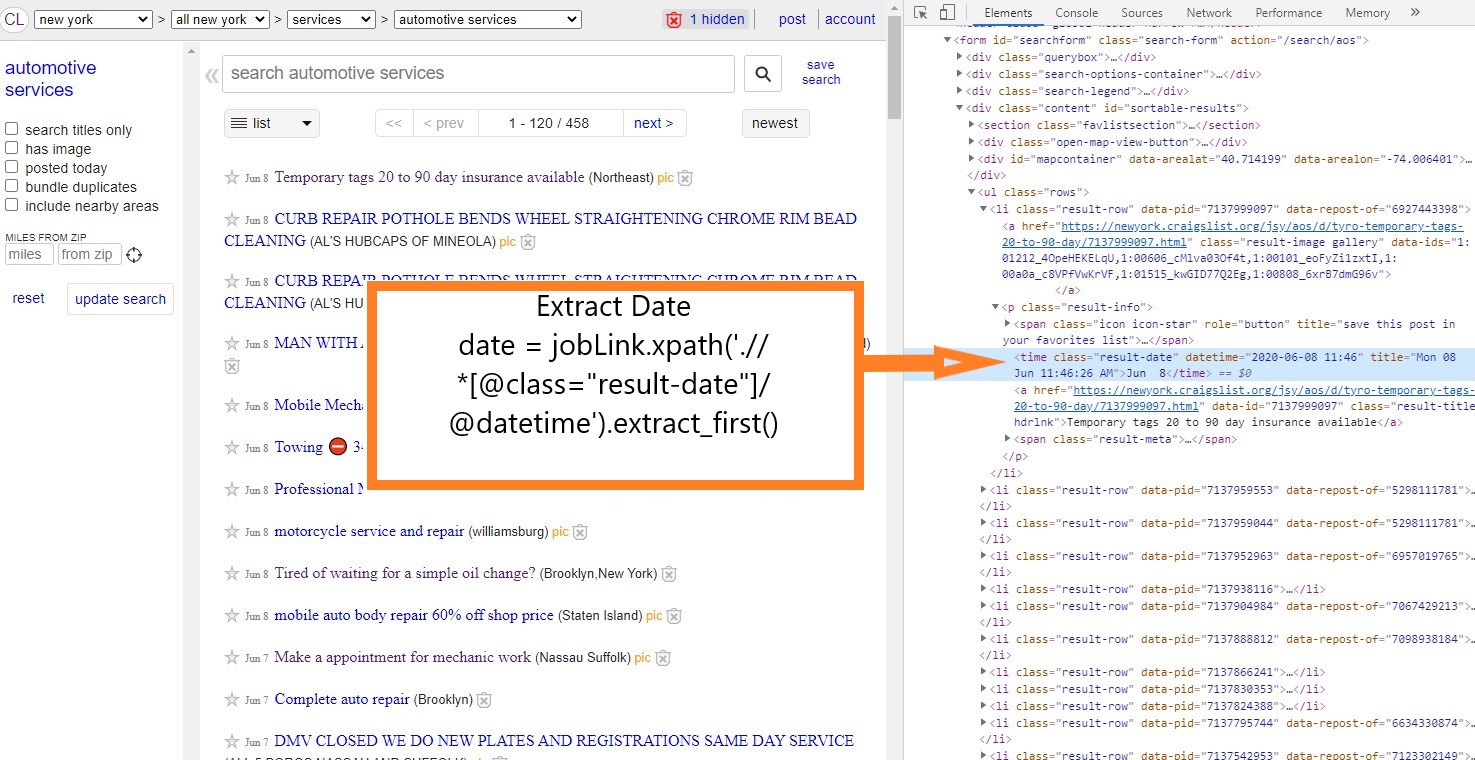 CL new york > all new york > services > automotive services 1 hidden post account
automotive
services
search titles only
has image
posted today
bundle duplicates
include nearby areas
MILES FROM ZIP
miles from zip
reset update search
« search automotive services save
search
list << < prev 1 - 120 / 458 next > newest
Jun 8 Temporary tags 20 to 90 day insurance available (Northeast) pic
Jun 8 CURB REPAIR POTHOLE BENDS WHEEL STRAIGHTENING CHROME RIM BEAD
CLEANING (AL'S HUBCAPS OF MINEOLA) pic
Jun 8 CURB REPAIR POTHOLE BENDS WHEEL STRAIGHTENING CHROME RIM BEAD
CLEANING (AL'S HU
Jun 8 MAN WITH
Jun 8 Mobile Mech
Jun 8 Towing
Jun 8 Professional
Jun 8 motorcycle service and repair (williamsburg) pic
Jun 8 Tired of waiting for a simple oil change? (Brooklyn,New York)
Jun 8 mobile auto body repair 60% off shop price (Staten Island) pic
Jun 7 Make a appointment for mechanic work (Nassau Suffolk) pic
Jun 7 Complete auto repair (Brooklyn)
Jun 7 DMV CLOSED WE DO NEW PLATES AND REGISTRATIONS SAME DAY SERVICE
Extract Date
date = jobLink.xpath('.//
*[@class="result-date"]/
@datetime').extract_first()
Elements Console Sources Network Performance Memory »
<form id="searchform" class="search-form" action="/search/aos">
<div class="querybox">…</div>
<div class="search-options-container">…</div>
<div class="search-legend">…</div>
<div class="content" id="sortable-results">
<section class="favlistsection">…</section>
<div class="open-map-view-button">…</div>
<div id="mapcontainer" data-arealat="40.714199" data-arealon="-74.006401">…
</div>
<ul class="rows">
<li class="result-row" data-pid="7137999097" data-repost-of="6927443398">
<a href="https://newyork.craigslist.org/jsy/aos/d/tyro-temporary-tags-
20-to-90-day/7137999097.html" class="result-image gallery" data-ids="1:
01212_4OpeHEKELqU,1:00606_cMlva03Of4t,1:00101_eoFyZi1zxtI,1:
00a0a_c8VPfVwKrVF,1:01515_kwGID77Q2Eg,1:00808_6xrB7dmG96v">
</a>
<p class="result-info">
<span class="icon icon-star" role="button" title="save this post in
your favorites list">…</span>
<time class="result-date" datetime="2020-06-08 11:46" title="Mon 08
Jun 11:46:26 AM">Jun 8</time> == $0
<a href="https://newyork.craigslist.org/jsy/aos/d/tyro-temporary-tags-
20-to-90-day/7137999097.html" data-id="7137999097" class="result-title
hdrlnk">Temporary tags 20 to 90 day insurance available</a>
<span class="result-meta">…</span>
</p>
</li>
<li class="result-row" data-pid="7137959553" data-repost-of="5298111781">…
</li>
<li class="result-row" data-pid="7137959044" data-repost-of="5298111781">…
</li>
<li class="result-row" data-pid="7137952963" data-repost-of="6957019765">…
</li>
<li class="result-row" data-pid="7137938116">…</li>
<li class="result-row" data-pid="7137904984" data-repost-of="7067429213">…
</li>
<li class="result-row" data-pid="7137888812" data-repost-of="7098938184">…
</li>
<li class="result-row" data-pid="7137866241">…</li>
<li class="result-row" data-pid="7137830353">…</li>
<li class="result-row" data-pid="7137824388">…</li>
<li class="result-row" data-pid="7137795744" data-repost-of="6634330874">…
</li>
<li class="result-row" data-pid="7137542953" data-repost-of="7123302149">…